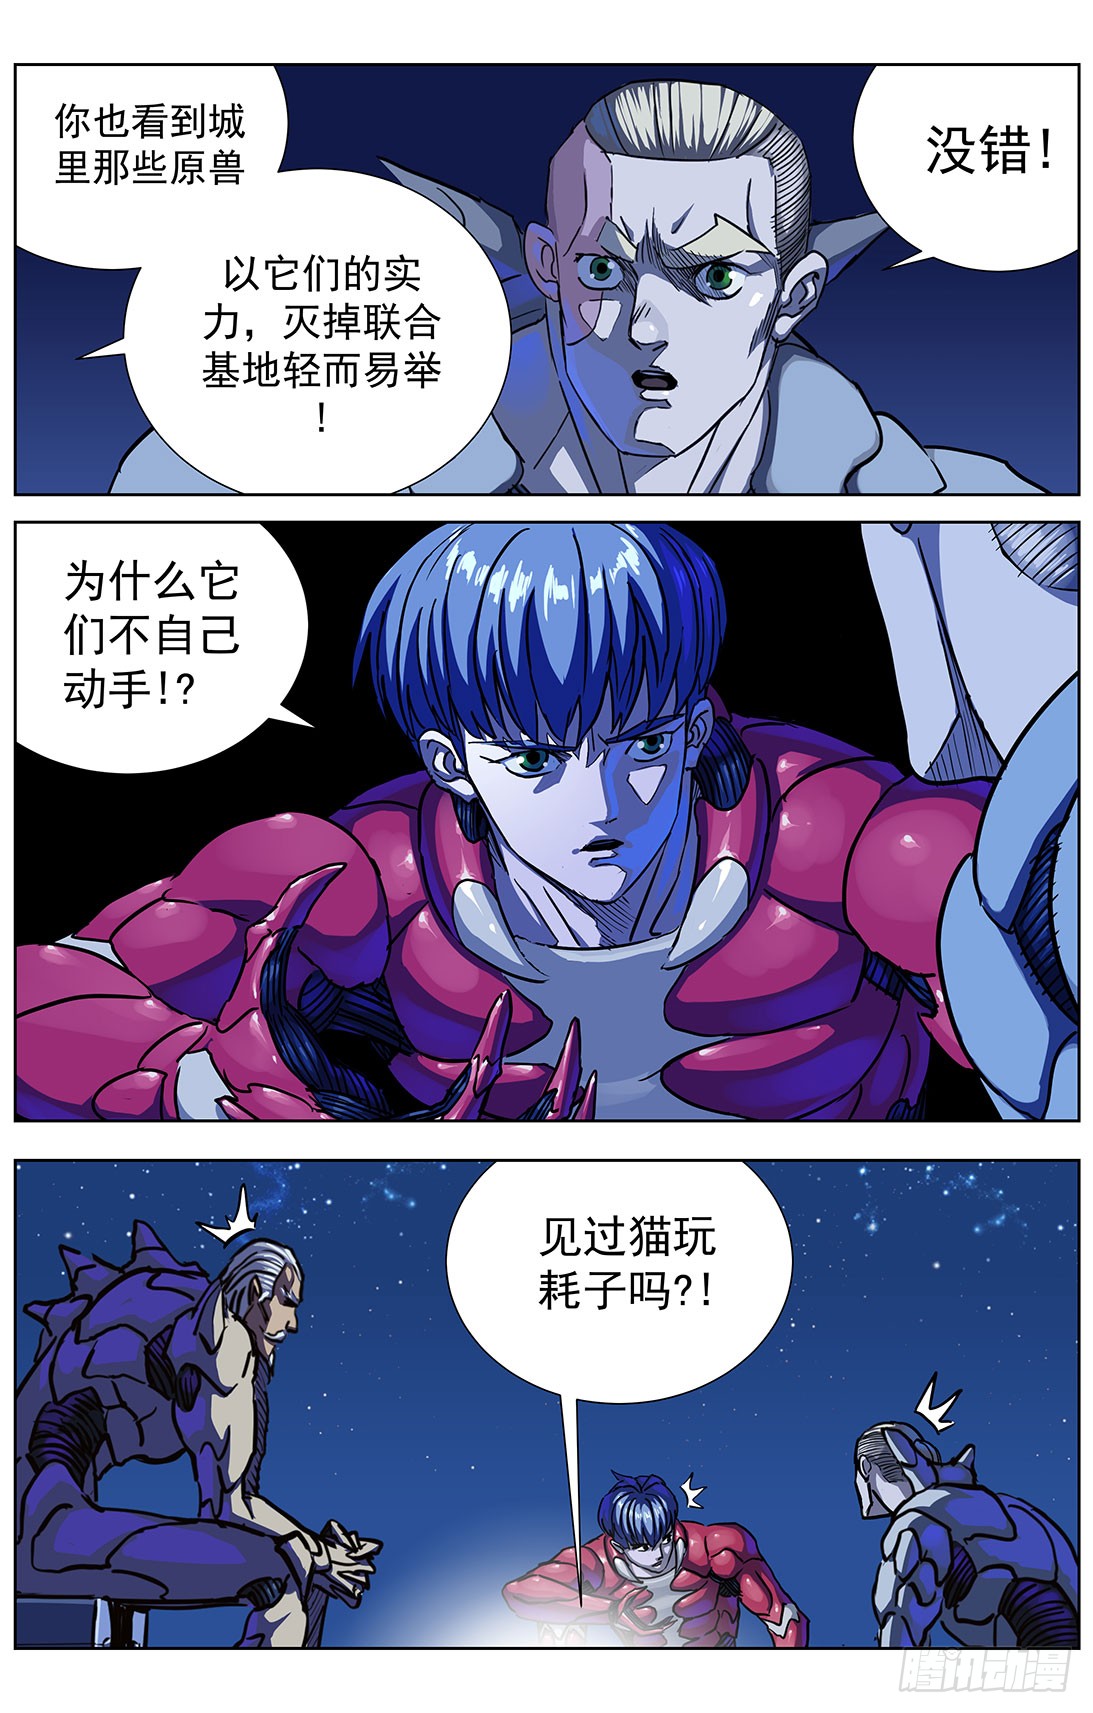 你也看到城
里那些原兽
以它们的实
力，灭掉联合
基地轻而易举
！
没错！
为什么它
们不自己
动手！？
见过猫玩
耗子吗？！
腾讯动漫